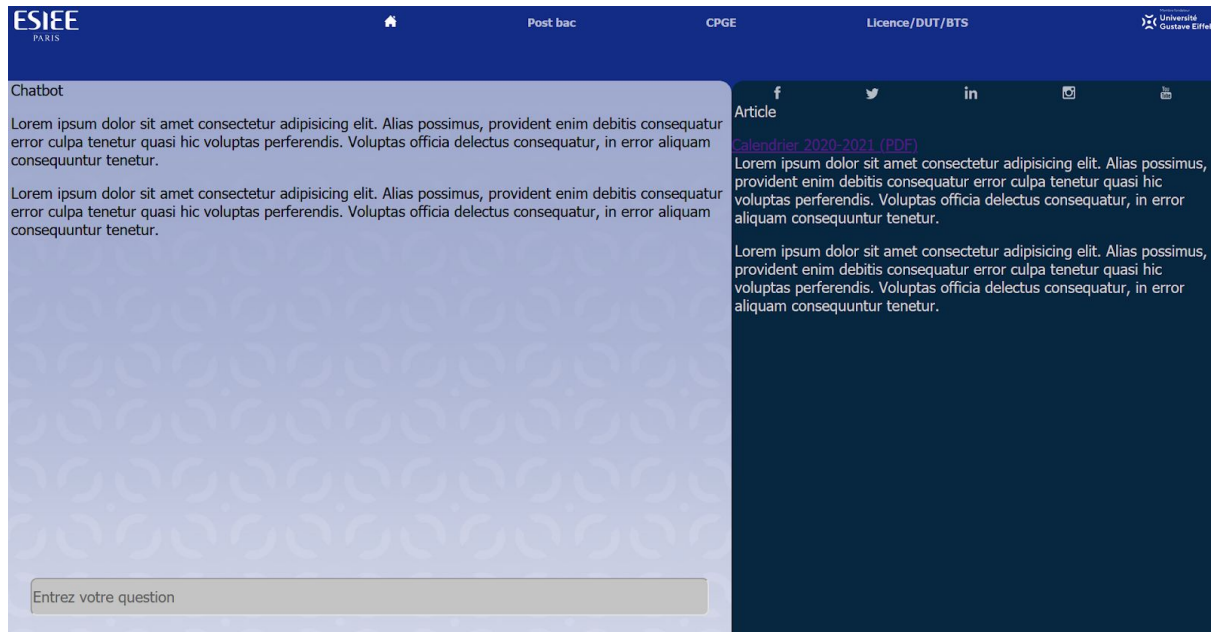 ESIEE
PARIS
Post bac
CPGE
Licence/DUT/BTS
Université
Gustave Eiffel
Chatbot
Lorem ipsum dolor sit amet consectetur adipisicing elit. Alias possimus, provident enim debitis consequatur
error culpa tenetur quasi hic voluptas perferendis. Voluptas officia delectus consequatur, in error aliquam
consequuntur tenetur.
Lorem ipsum dolor sit amet consectetur adipisicing elit. Alias possimus, provident enim debitis consequatur
error culpa tenetur quasi hic voluptas perferendis. Voluptas officia delectus consequatur, in error aliquam
consequuntur tenetur.
Entrez votre question
f
in
Article
Calendrier 2020-2021 (PDF)
Lorem ipsum dolor sit amet consectetur adipisicing elit. Alias possimus,
provident enim debitis consequatur error culpa tenetur quasi hic
voluptas perferendis. Voluptas officia delectus consequatur, in error
aliquam consequuntur tenetur.
Lorem ipsum dolor sit amet consectetur adipisicing elit. Alias possimus,
provident enim debitis consequatur error culpa tenetur quasi hic
voluptas perferendis. Voluptas officia delectus consequatur, in error
aliquam consequuntur tenetur.